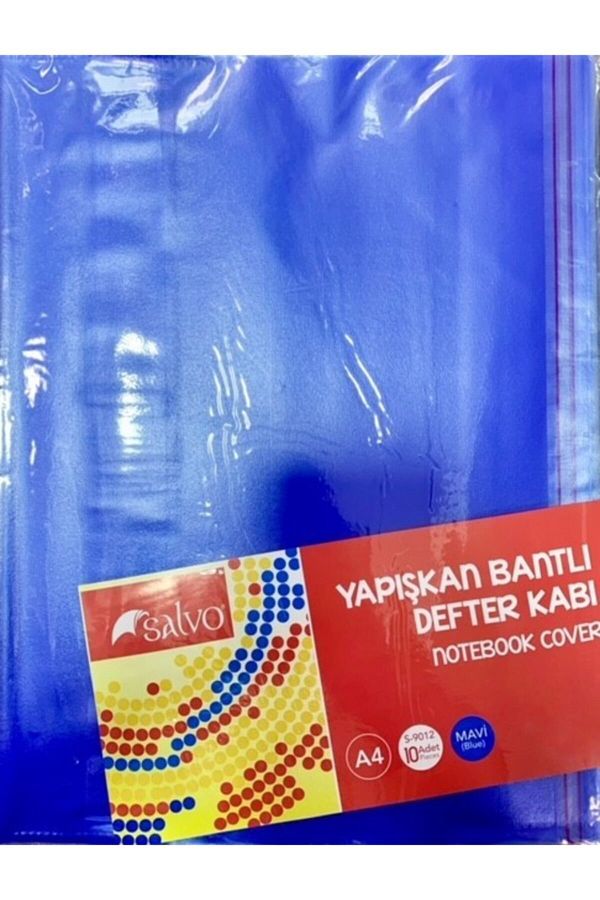 salvo
YAPIŞKAN BANTLI
DEFTER KABI
NOTEBOOK COVER
A4
S-9012
10 Adet
Pieces
MAVİ
(Blue)